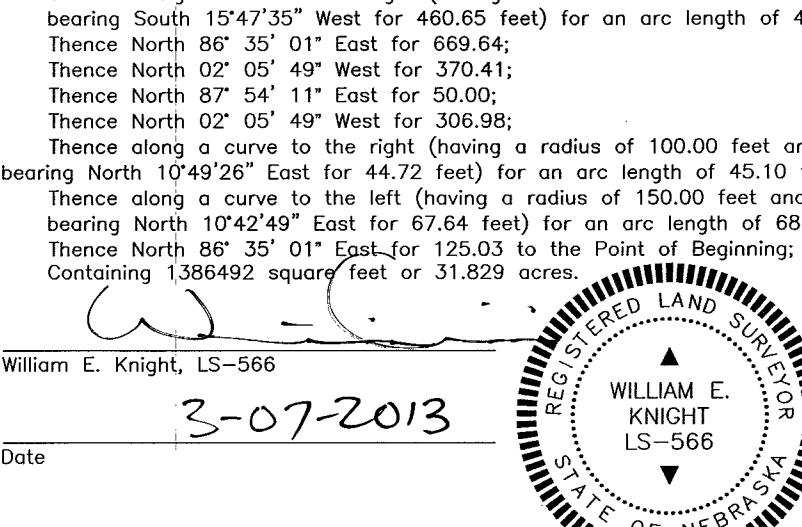 bearing South 15°47'35" West for 460.65 feet) for an arc length of 4
Thence North 86° 35' 01" East for 669.64;
Thence North 02° 05' 49" West for 370.41;
Thence North 87° 54' 11" East for 50.00;
Thence North 02° 05' 49" West for 306.98;
Thence along a curve to the right (having a radius of 100.00 feet an
bearing North 10°49'26" East for 44.72 feet) for an arc length of 45.10
Thence along a curve to the left (having a radius of 150.00 feet and
bearing North 10°42'49" East for 67.64 feet) for an arc length of 68
Thence North 86° 35' 01" East for 125.03 to the Point of Beginning;
Containing 1386492 square feet or 31.829 acres.
William E. Knight, LS-566
3-07-2013
Date
REGISTERED LAND SURVEYOR
WILLIAM E.
KNIGHT
LS-566
STATE OF NEBRASKA